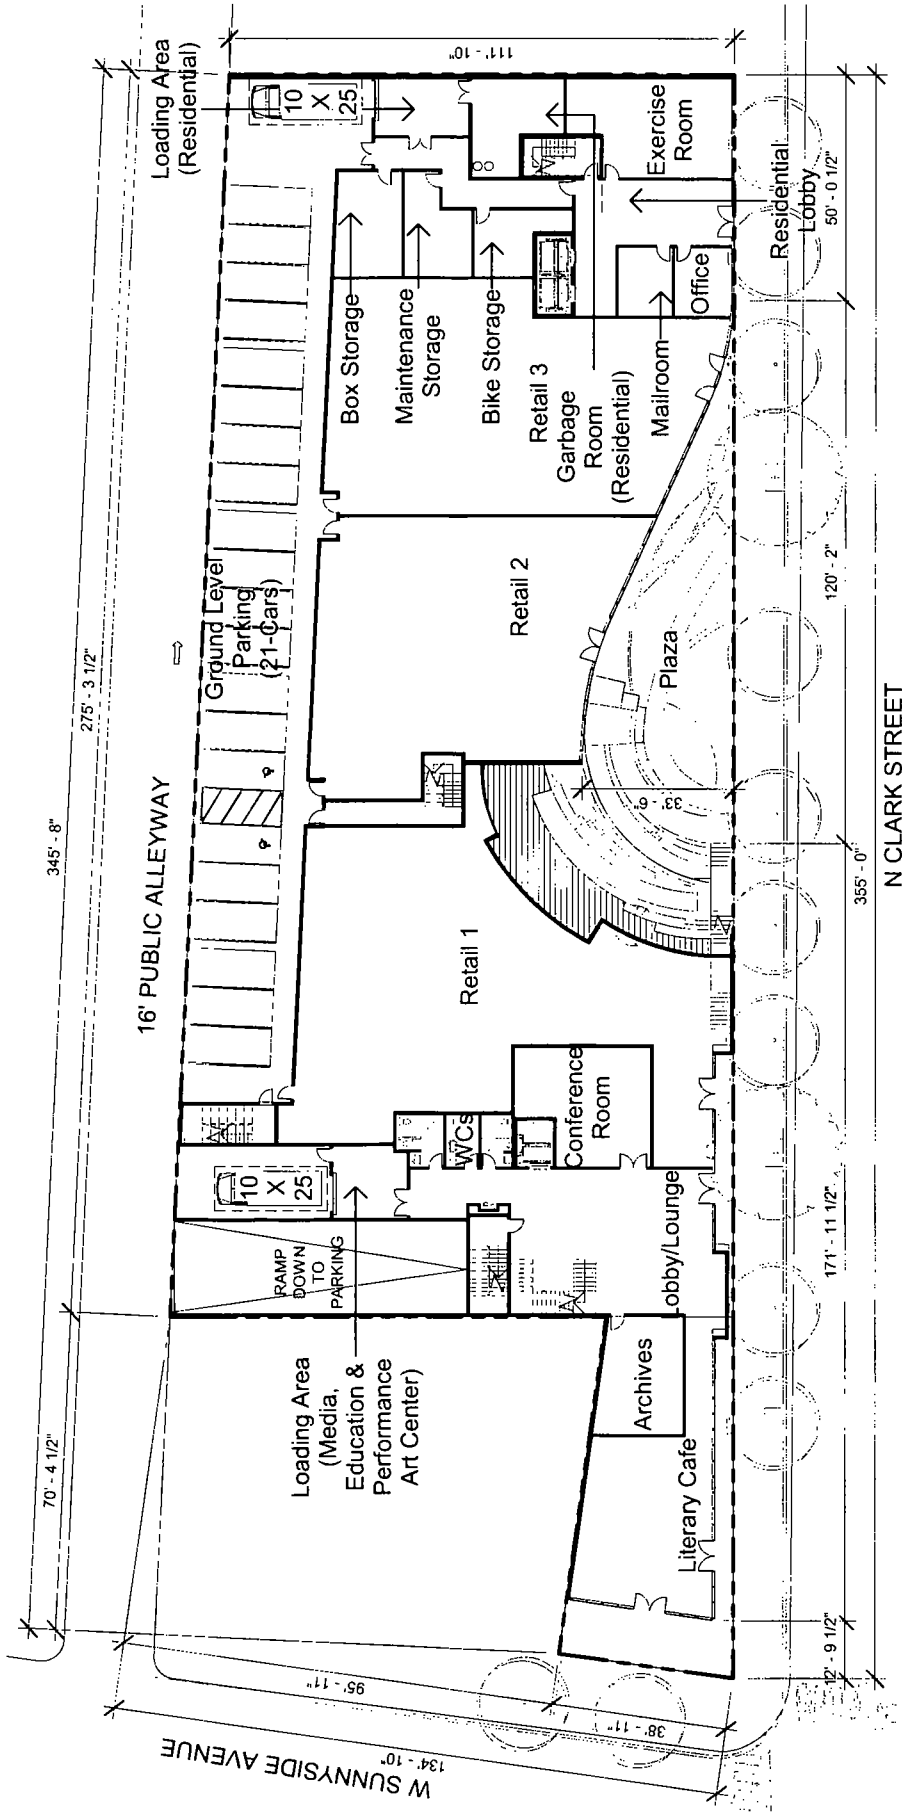 Loading Area
(Residential)
111' - 10"
10
X
25
Exercise
Room
Residential
Lobby
50' - 0 1/2"
Box Storage
Maintenance
Storage
Bike Storage
Retail 3
Garbage
Room
(Residential)
Mailroom
Office
275' - 3 1/2"
345' - 8"
16' PUBLIC ALLEYWAY
Ground Level
Parking
(21-Cars)
Retail 2
Plaza
33' - 6"
120' - 2"
355' - 0"
N CLARK STREET
Retail 1
Conference
Room
WCs
10
X
25
RAMP
DOWN
TO
PARKING
Lobby/Lounge
171' - 11 1/2"
70' - 4 1/2"
Loading Area
(Media,
Education &
Performance
Art Center)
Archives
Literary Cafe
12' - 9 1/2"
95' - 11"
38' - 11"
134' - 10"
W SUNNYSIDE AVENUE